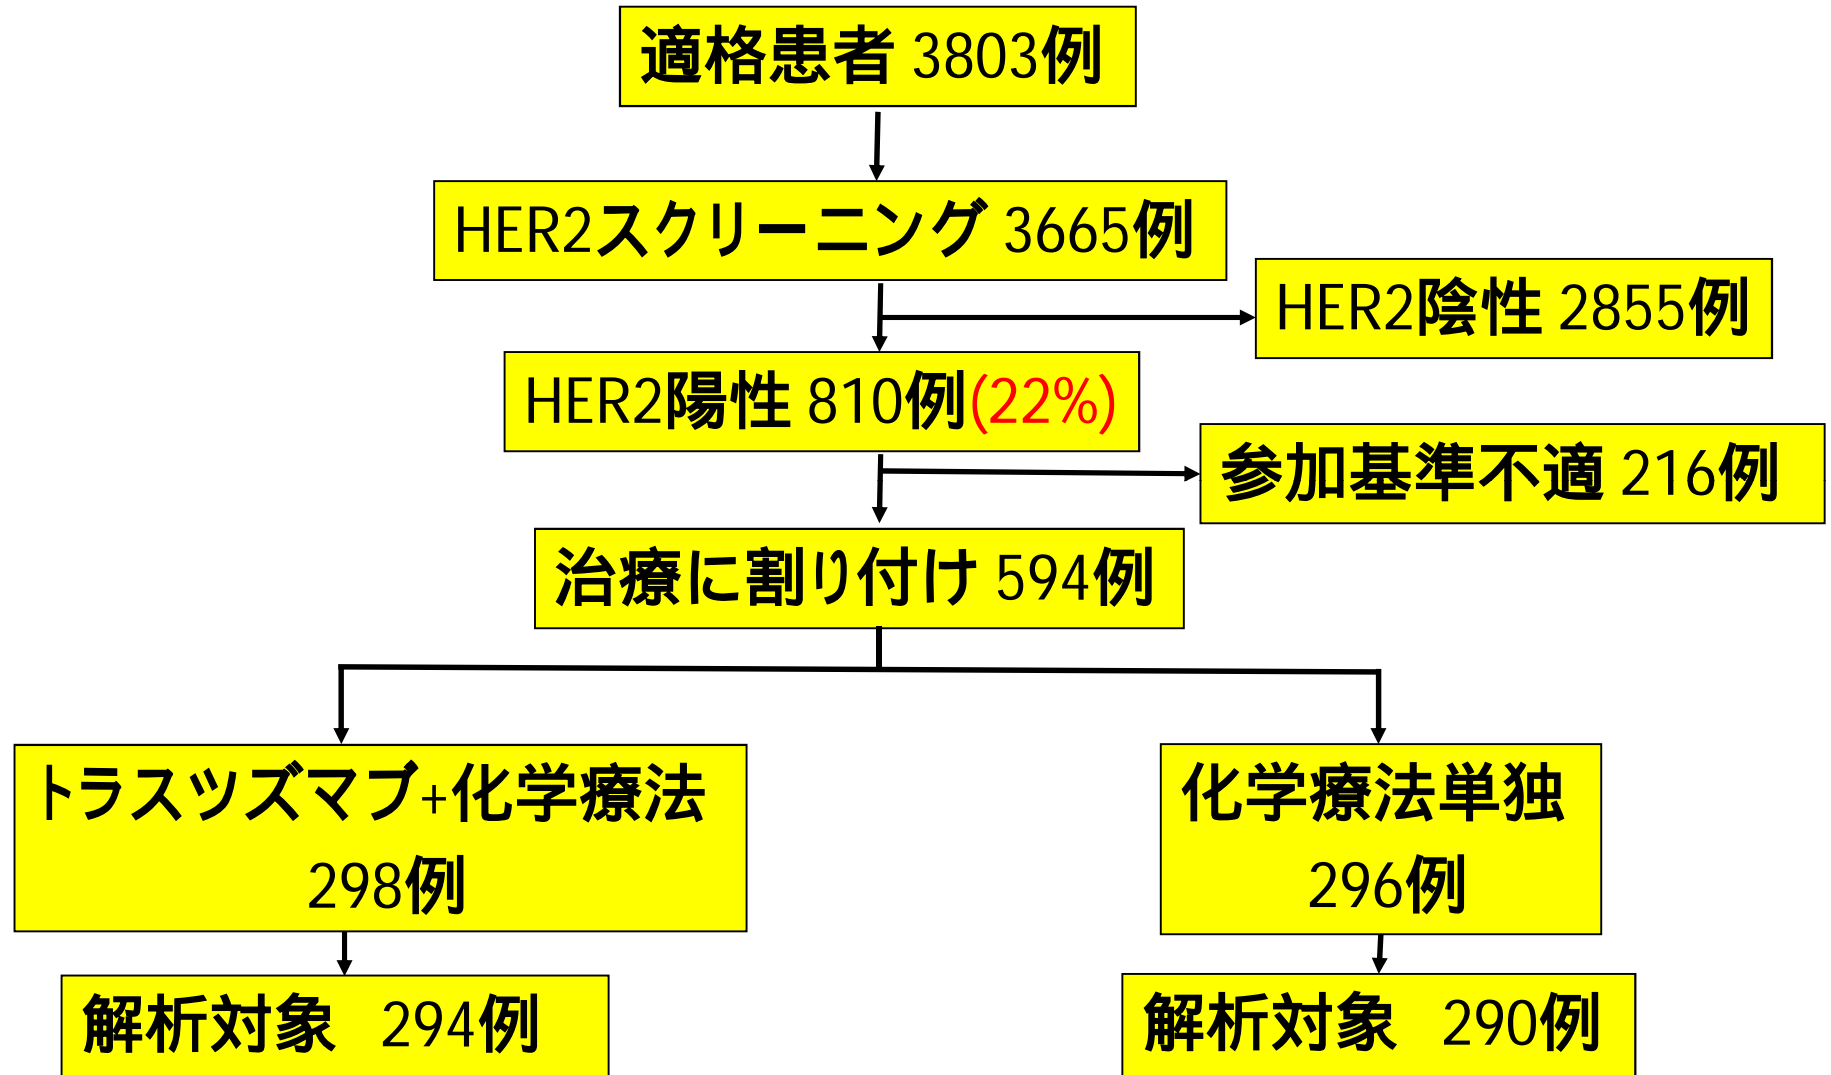 適格患者 3803例
HER2スクリーニング 3665例
HER2陰性 2855例
HER2陽性 810例(22%)
参加基準不適 216例
治療に割り付け 594例
トラスツズマブ+化学療法
298例
化学療法単独
296例
解析対象 294例
解析対象 290例